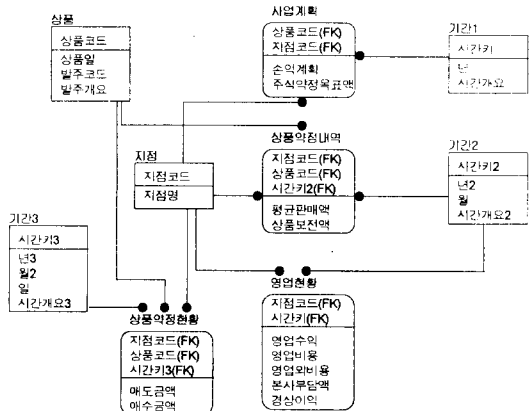 상품
상품코드
상품일
발주코드
발주개요
사업계획
상품코드(FK)
지점코드(FK)
손익계획
주식약정목표액
기간1
시간키
년
시간개요
지점
지점코드
지점명
상품약정내역
지점코드(FK)
상품코드(FK)
시간키2(FK)
평균판매액
상품보전액
기간2
시간키2
년2
월
시간개요2
기간3
시간키3
년3
월2
일
시간개요3
상품약정현황
지점코드(FK)
상품코드(FK)
시간키3(FK)
매도금액
매수금액
영업현황
지점코드(FK)
시간키(FK)
영업수익
영업비용
영업외비용
본사부담액
경상이익